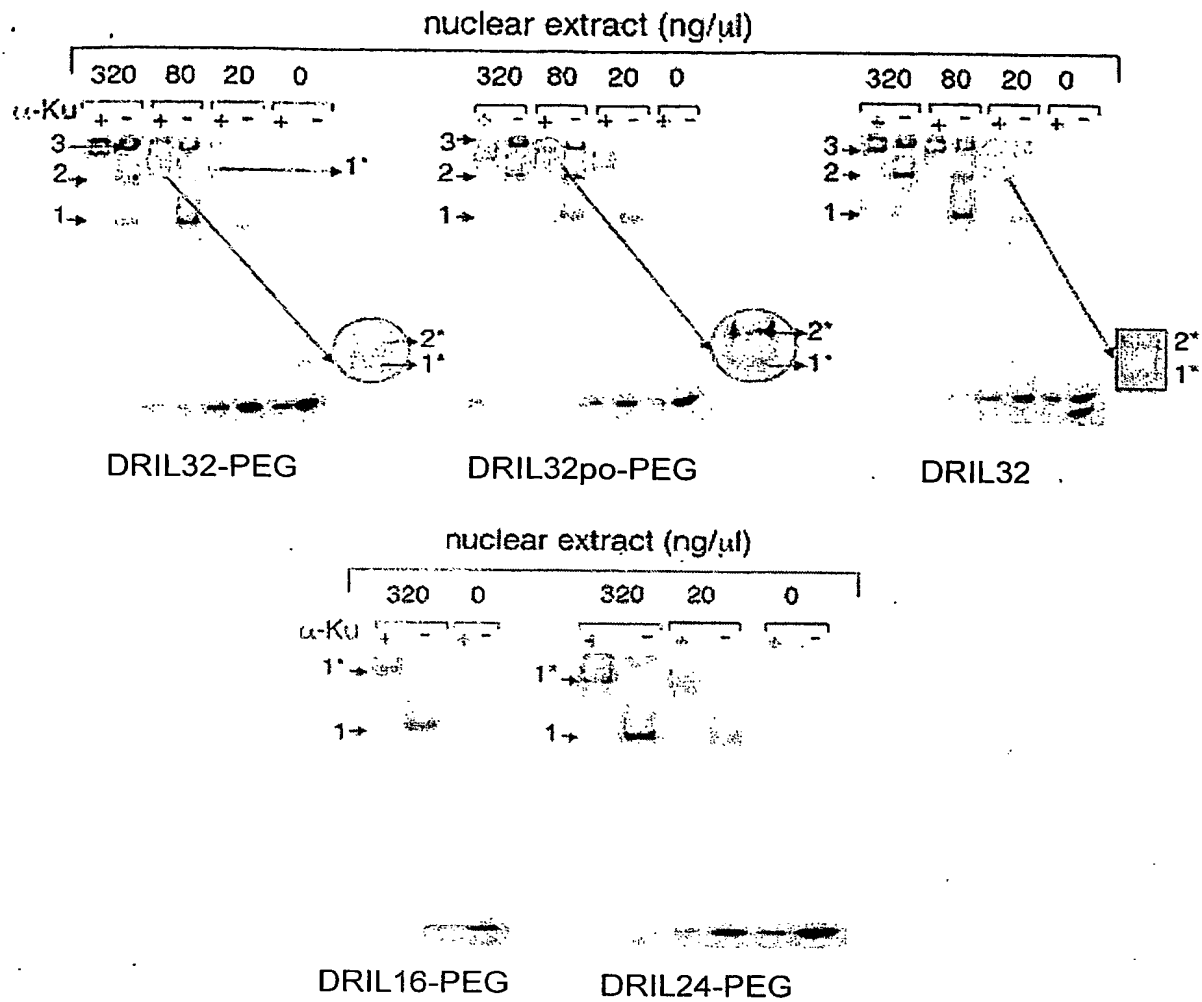 nuclear extract (ng/μl)
320 80 20 0 320 80 20 0 320 80 20 0
α-Ku + - + - + - + - + - + - + - + - + - + - + - + -
3 3 3
2 1* 2 2
1 1 1
2* 2* 2*
1* 1* 1*
DRIL32-PEG DRIL32po-PEG DRIL32
nuclear extract (ng/μl)
320 0 320 20 0
α-Ku + - + - + - + - + -
1* 1*
1 1
DRIL16-PEG DRIL24-PEG